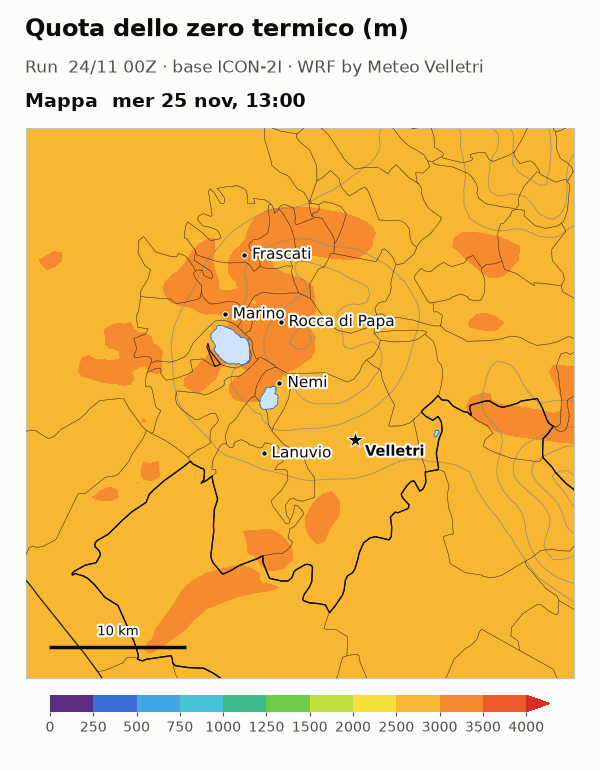 Quota dello zero termico (m)
Run 24/11 00Z · base ICON-2I · WRF by Meteo Velletri
Mappa mer 25 nov, 13:00
Frascati
Marino
Rocca di Papa
Nemi
Velletri
Lanuvio
10 km
0 250 500 750 1000 1250 1500 2000 2500 3000 3500 4000